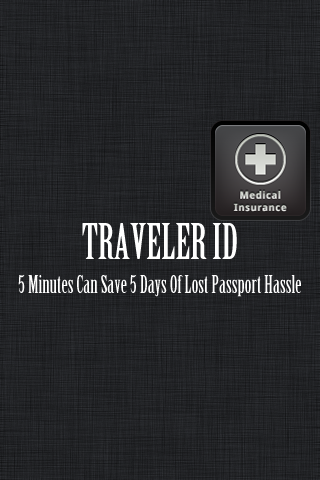 Medical
Insurance
TRAVELER ID
5 Minutes Can Save 5 Days Of Lost Passport Hassle